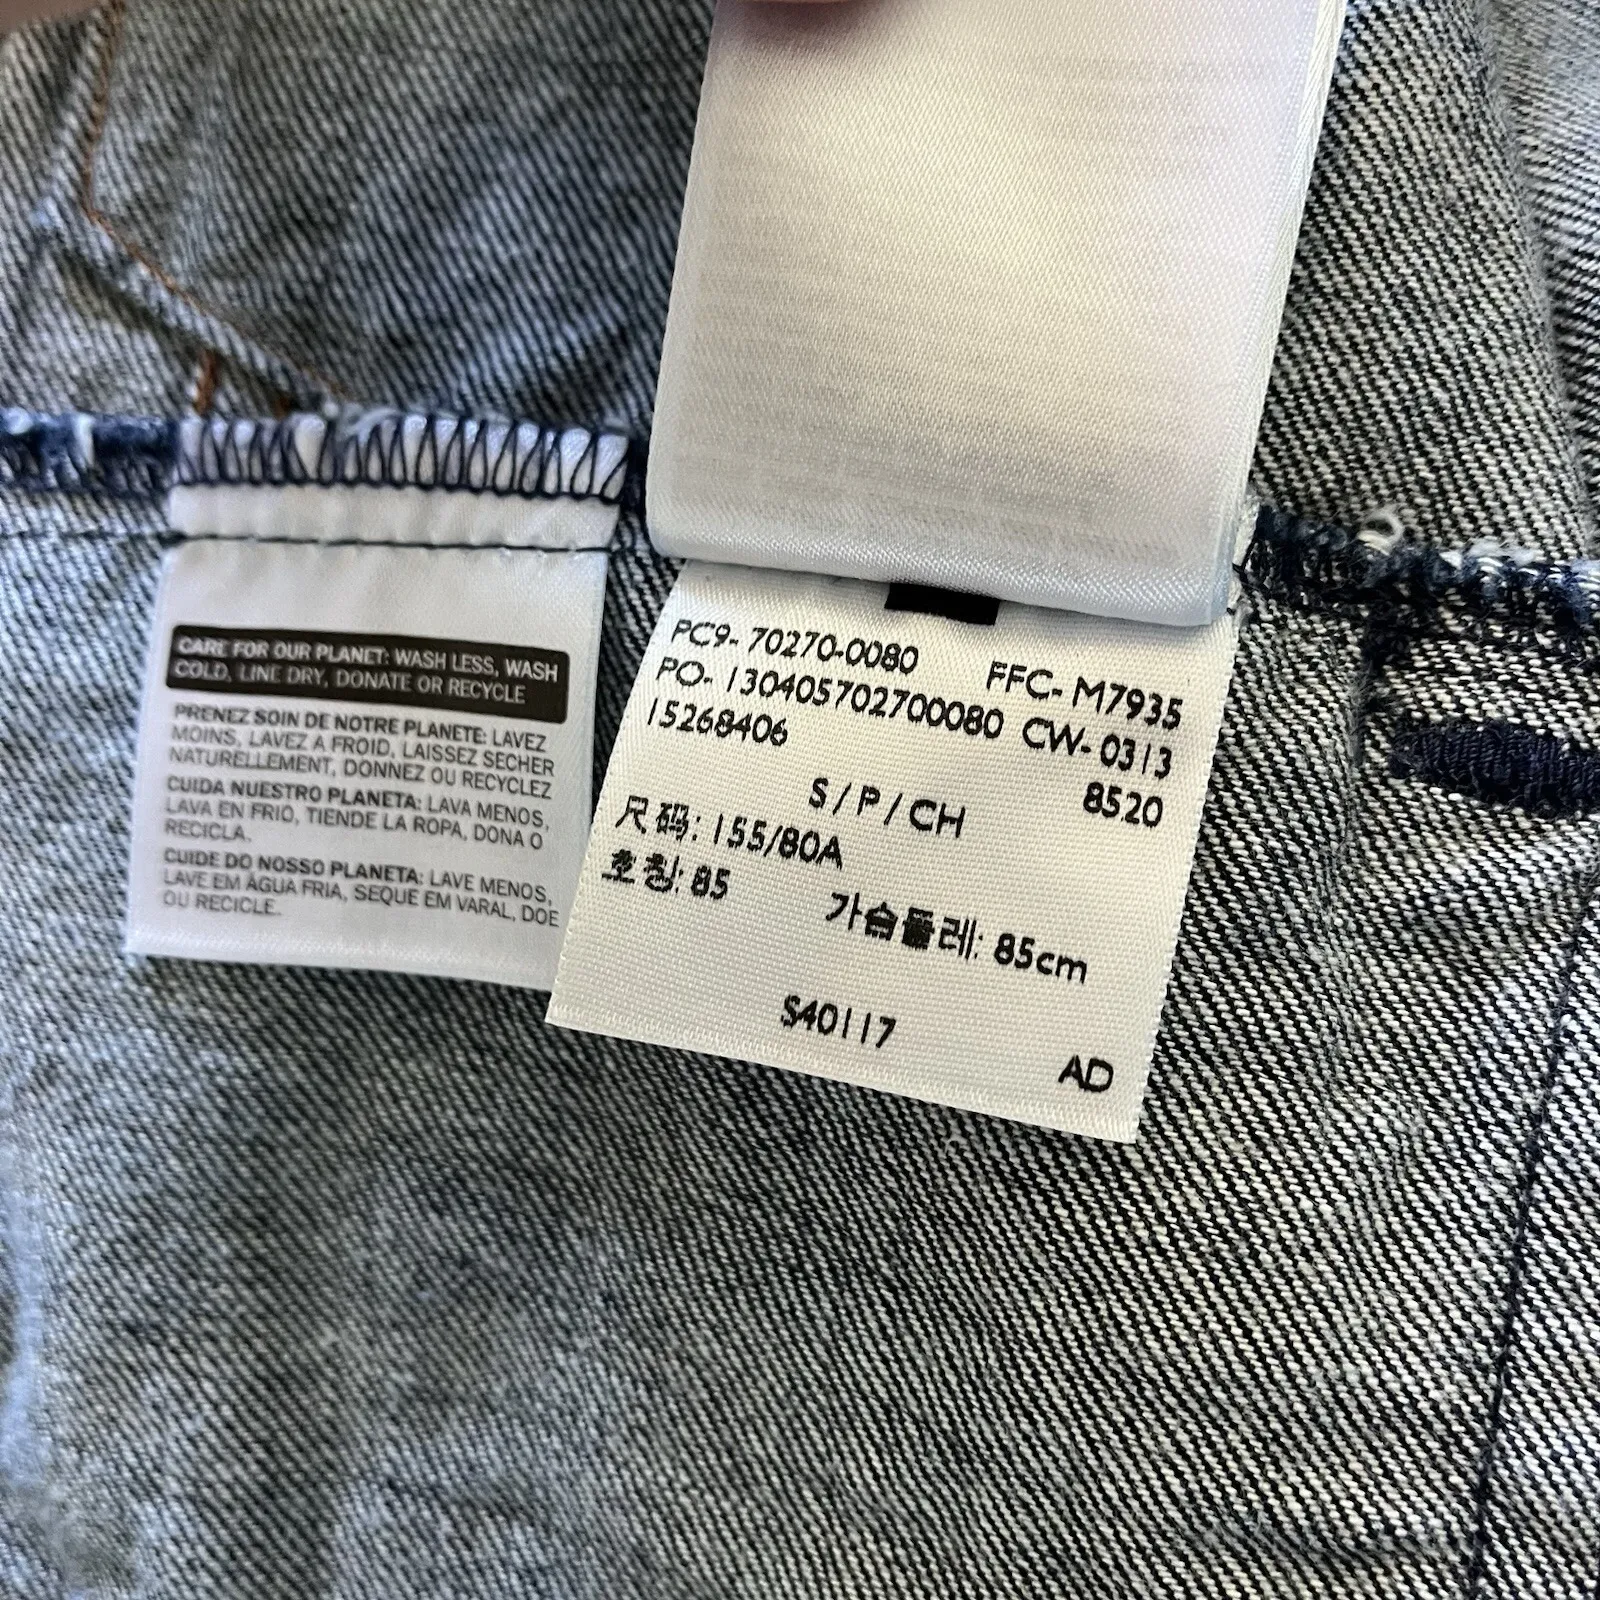 CARE FOR OUR PLANET: WASH LESS, WASH
COLD, LINE DRY, DONATE OR RECYCLE
PRENEZ SOIN DE NOTRE PLANETE: LAVEZ
MOINS, LAVEZ A FROID, LAISSEZ SECHER
NATURELLEMENT, DONNEZ OU RECYCLEZ
CUIDA NUESTRO PLANETA: LAVA MENOS,
LAVA EN FRIO, TIENDE LA ROPA, DONA O
RECICLA.
CUIDE DO NOSSO PLANETA: LAVE MENOS,
LAVE EM ÁGUA FRIA, SEQUE EM VARAL, DOE
OU RECICLE.
PC9- 70270-0080 FFC- M7935
PO- 130405702700080 CW- 0313
15268406 8520
S / P / CH
尺码: 155/80A
호칭: 85 가슴둘레: 85cm
S40117
AD